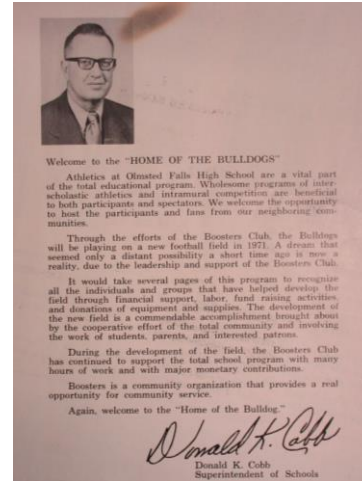 Welcome to the "HOME OF THE BULLDOGS"
Athletics at Olmsted Falls High School are a vital part
of the total educational program. Wholesome programs of inter-
scholastic athletics and intramural competition are beneficial
to both participants and spectators. We welcome the opportunity
to host the participants and fans from our neighboring com-
munities.
Through the efforts of the Boosters Club, the Bulldogs
will be playing on a new football field in 1971. A dream that
seemed only a distant possibility a short time ago is now a
reality, due to the leadership and support of the Boosters Club.
It would take several pages of this program to recognize
all the individuals and groups that have helped develop the
field through financial support, labor, fund raising activities,
and donations of equipment and supplies. The development of
the new field is a commendable accomplishment brought about
by the cooperative effort of the total community and involving
the work of students, parents, and interested patrons.
During the development of the field, the Boosters Club
has continued to support the total school program with many
hours of work and with major monetary contributions.
Boosters is a community organization that provides a real
opportunity for community service.
Again, welcome to the "Home of the Bulldog."
Donald K. Cobb
Donald K. Cobb
Superintendent of Schools